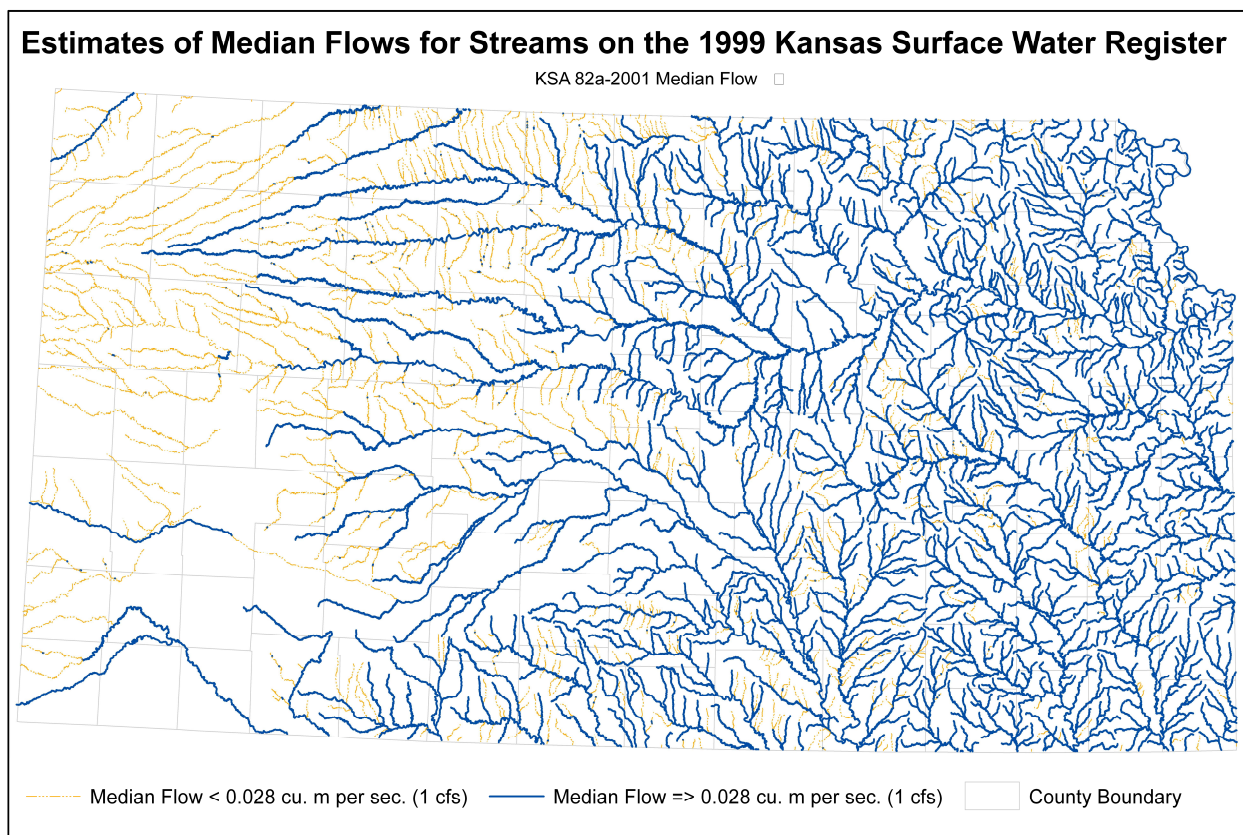 Estimates of Median Flows for Streams on the 1999 Kansas Surface Water Register
KSA 82a-2001 Median Flow
Median Flow < 0.028 cu. m per sec. (1 cfs)
Median Flow => 0.028 cu. m per sec. (1 cfs)
County Boundary